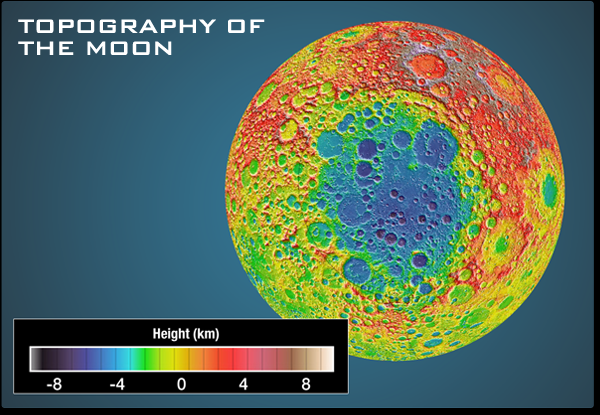 TOPOGRAPHY OF
THE MOON
Height (km)
-8 -4 0 4 8